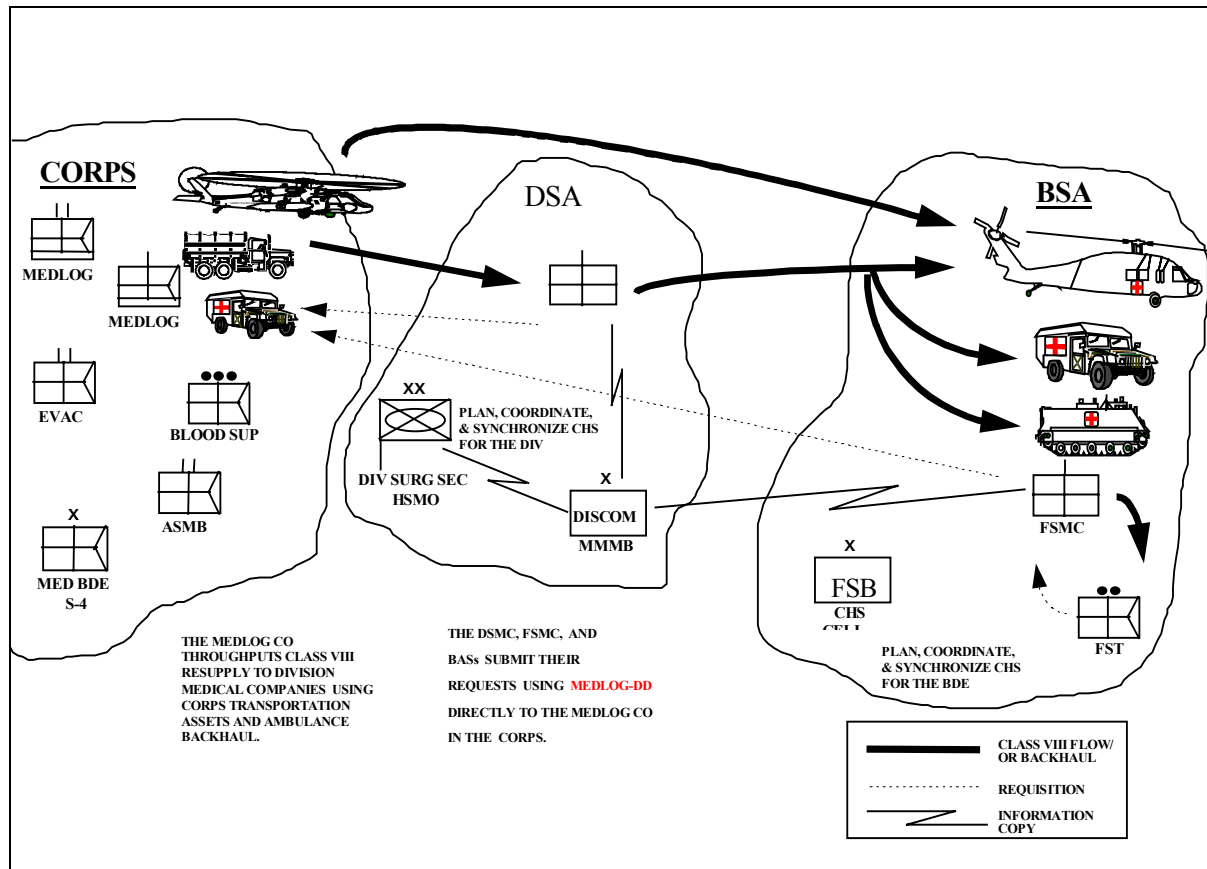 CORPS
MEDLOG
MEDLOG
EVAC
BLOOD SUP
ASMB
X
MED BDE
S-4
DSA
XX
PLAN, COORDINATE,
& SYNCHRONIZE CHS
FOR THE DIV
DIV SURG SEC
HSMO
X
DISCOM
MMMB
BSA
FSMC
X
FSB
CHS
CELL
FST
PLAN, COORDINATE,
& SYNCHRONIZE CHS
FOR THE BDE
THE MEDLOG CO
THROUGHPUTS CLASS VIII
RESUPPLY TO DIVISION
MEDICAL COMPANIES USING
CORPS TRANSPORTATION
ASSETS AND AMBULANCE
BACKHAUL.
THE DSMC, FSMC, AND
BASs SUBMIT THEIR
REQUESTS USING MEDLOG-DD
DIRECTLY TO THE MEDLOG CO
IN THE CORPS.
CLASS VIII FLOW/
OR BACKHAUL
REQUISITION
INFORMATION
COPY